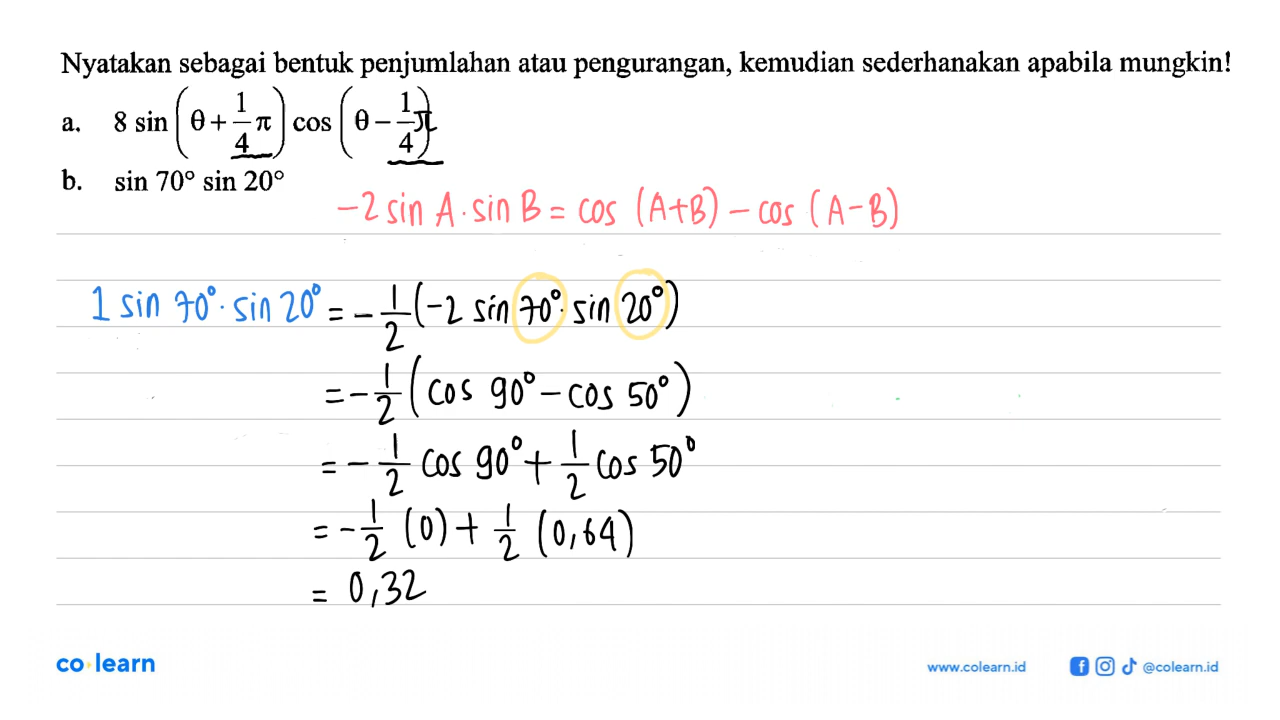 Nyatakan sebagai bentuk penjumlahan atau pengurangan, kemudian sederhanakan apabila mungkin!
a. 8 sin (θ + 1/4 π) cos (θ − 1/4 π)
b. sin 70° sin 20°
-2 sin A . sin B = cos (A+B) - cos (A-B)
1 sin 70° . sin 20° = -1/2 (-2 sin 70° . sin 20°)
= -1/2 (cos 90° - cos 50°)
= -1/2 cos 90° + 1/2 cos 50°
= -1/2 (0) + 1/2 (0,64)
= 0,32
co learn
www.colearn.id
@colearn.id